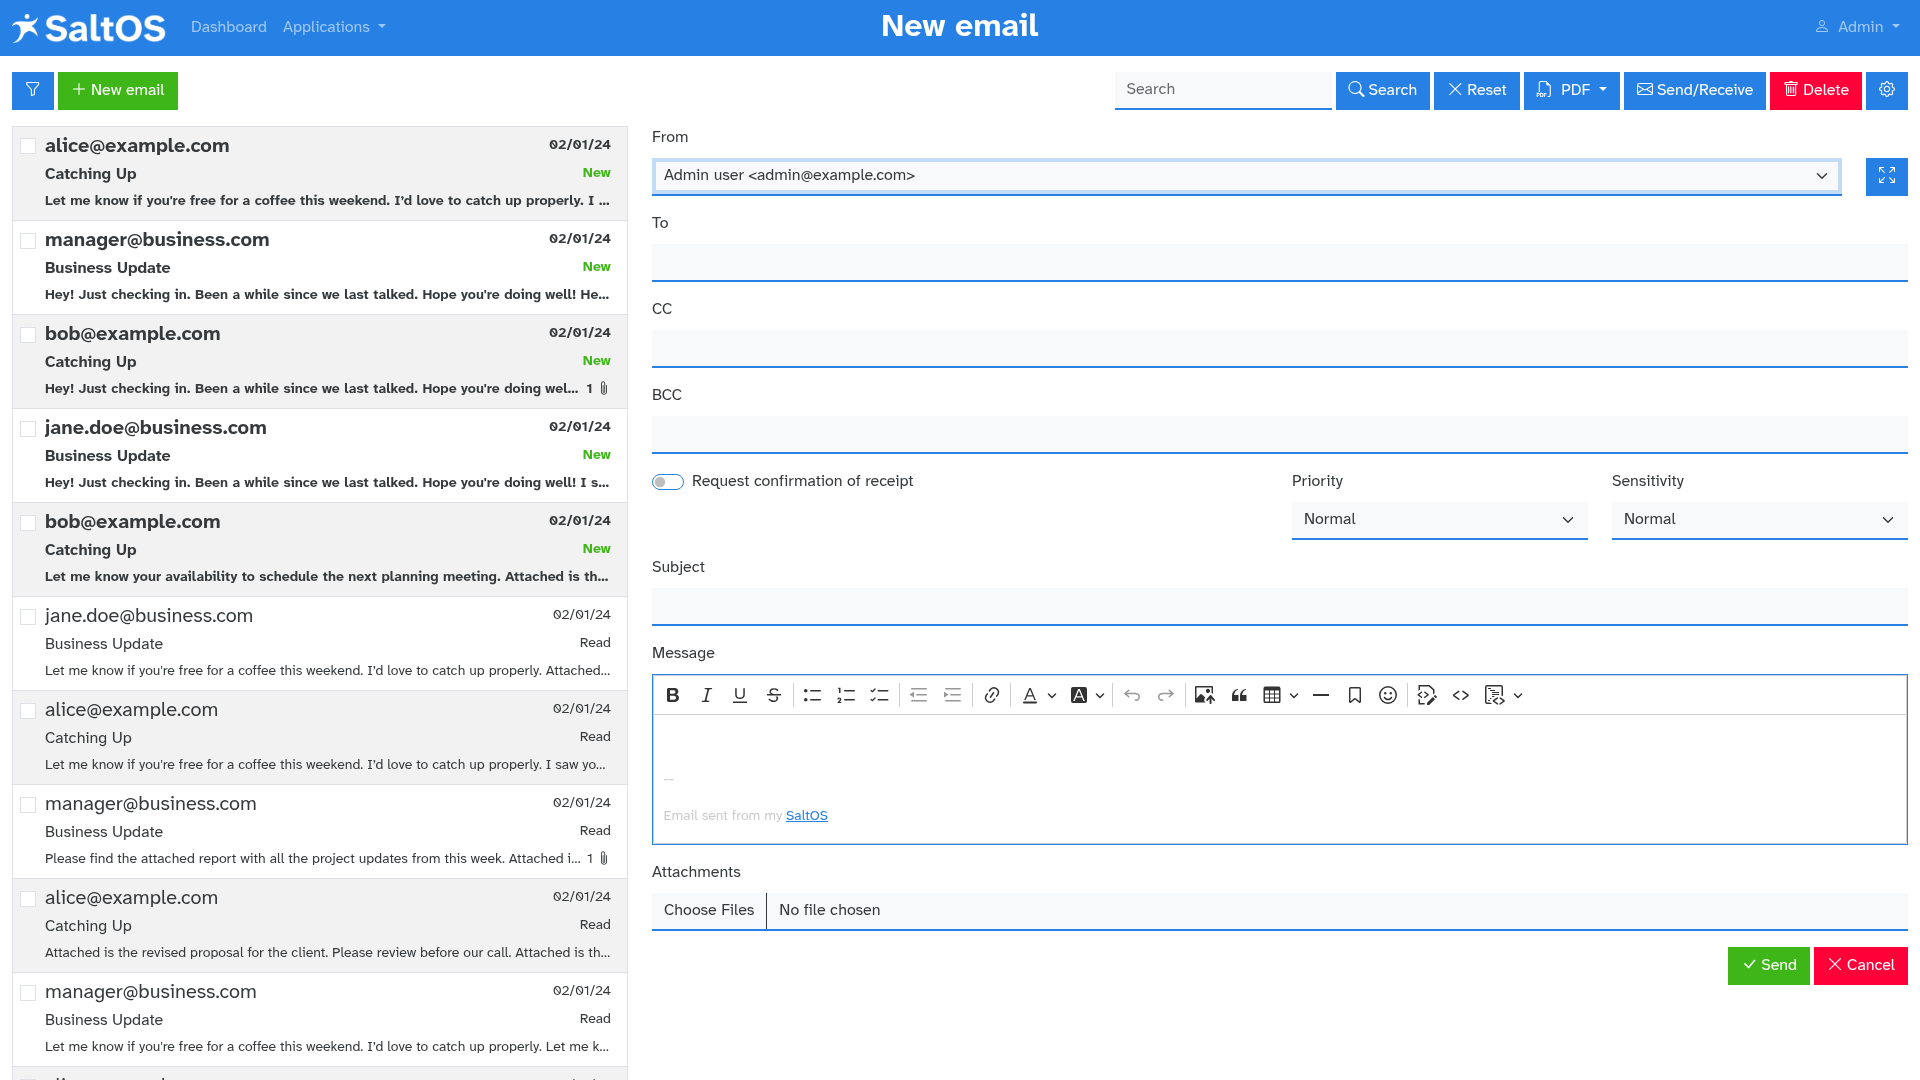 SaltOS
Dashboard Applications
New email
Admin
New email
Search
Search
Reset
PDF
Send/Receive
Delete
alice@example.com 02/01/24
Catching Up New
Let me know if you're free for a coffee this weekend. I'd love to catch up properly. I ...
manager@business.com 02/01/24
Business Update New
Hey! Just checking in. Been a while since we last talked. Hope you're doing well! He...
bob@example.com 02/01/24
Catching Up New
Hey! Just checking in. Been a while since we last talked. Hope you're doing wel... 1
jane.doe@business.com 02/01/24
Business Update New
Hey! Just checking in. Been a while since we last talked. Hope you're doing well! I s...
bob@example.com 02/01/24
Catching Up New
Let me know your availability to schedule the next planning meeting. Attached is th...
jane.doe@business.com 02/01/24
Business Update Read
Let me know if you're free for a coffee this weekend. I'd love to catch up properly. Attached...
alice@example.com 02/01/24
Catching Up Read
Let me know if you're free for a coffee this weekend. I'd love to catch up properly. I saw yo...
manager@business.com 02/01/24
Business Update Read
Please find the attached report with all the project updates from this week. Attached i... 1
alice@example.com 02/01/24
Catching Up Read
Attached is the revised proposal for the client. Please review before our call. Attached is th...
manager@business.com 02/01/24
Business Update Read
Let me know if you're free for a coffee this weekend. I'd love to catch up properly. Let me k...
From
Admin user <admin@example.com>
To
CC
BCC
Request confirmation of receipt
Priority
Normal
Sensitivity
Normal
Subject
Message
--
Email sent from my SaltOS
Attachments
Choose Files No file chosen
Send
Cancel